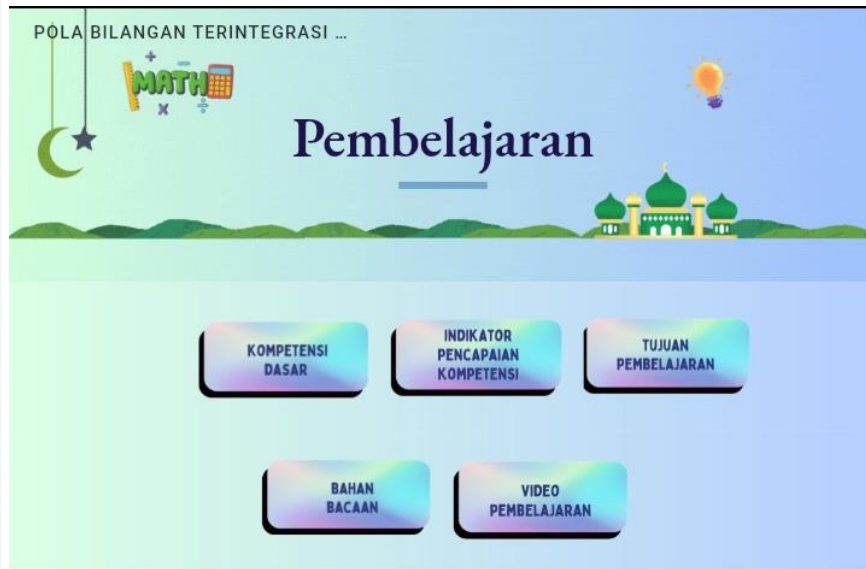 POLA BILANGAN TERINTEGRASI ...
MATH
Pembelajaran
KOMPETENSI
DASAR
INDIKATOR
PENCAPAIAN
KOMPETENSI
TUJUAN
PEMBELAJARAN
BAHAN
BACAAN
VIDEO
PEMBELAJARAN